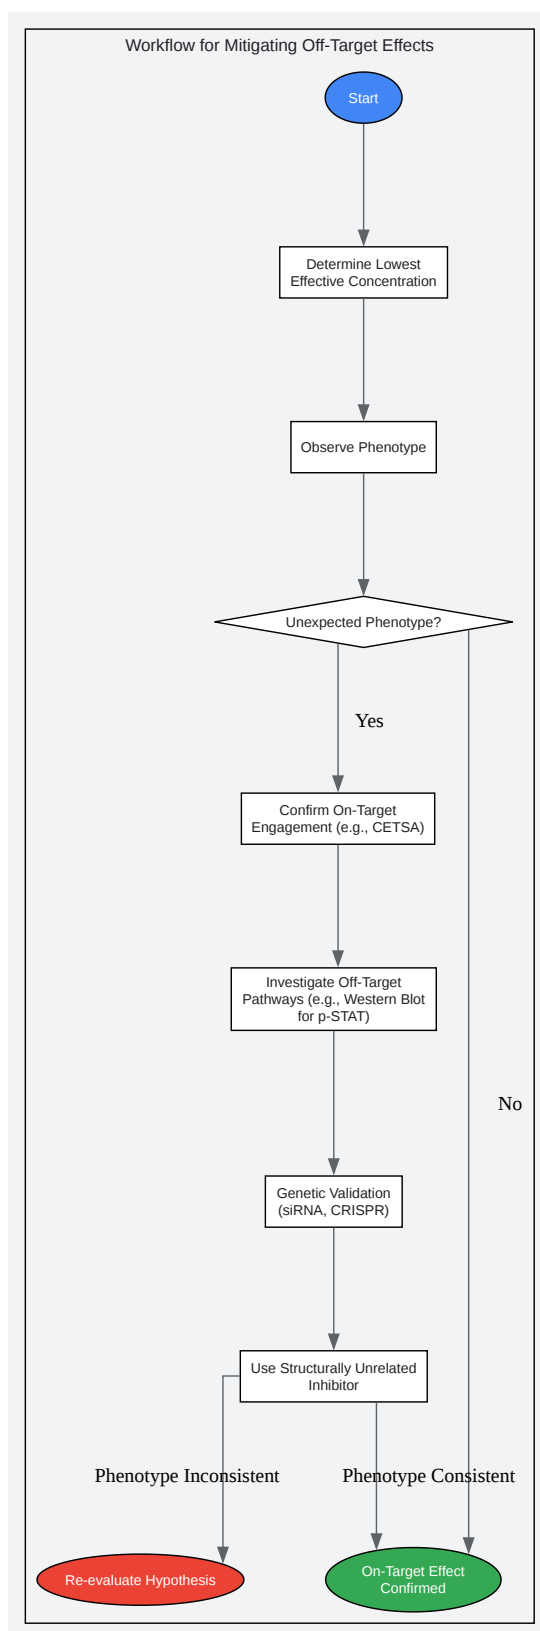 Workflow for Mitigating Off-Target Effects
Start
Determine Lowest
Effective Concentration
Observe Phenotype
Unexpected Phenotype?
Yes
Confirm On-Target
Engagement (e.g., CETSA)
Investigate Off-Target
Pathways (e.g., Western Blot
for p-STAT)
No
Genetic Validation
(siRNA, CRISPR)
Use Structurally Unrelated
Inhibitor
Phenotype Inconsistent
Phenotype Consistent
Re-evaluate Hypothesis
On-Target Effect
Confirmed